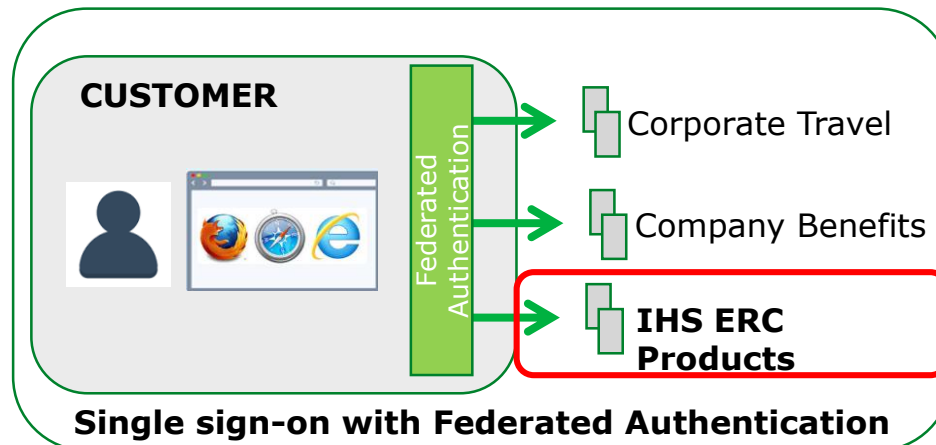 CUSTOMER
Federated
Authentication
Corporate Travel
Company Benefits
IHS ERC
Products
Single sign-on with Federated Authentication